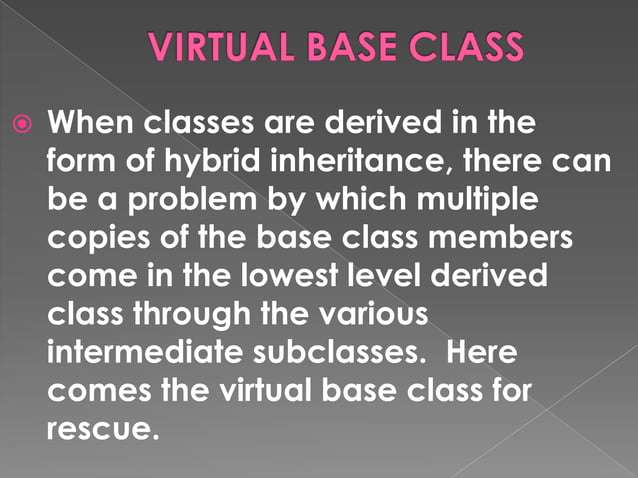 VIRTUAL BASE CLASS
When classes are derived in the
form of hybrid inheritance, there can
be a problem by which multiple
copies of the base class members
come in the lowest level derived
class through the various
intermediate subclasses.  Here
comes the virtual base class for
rescue.